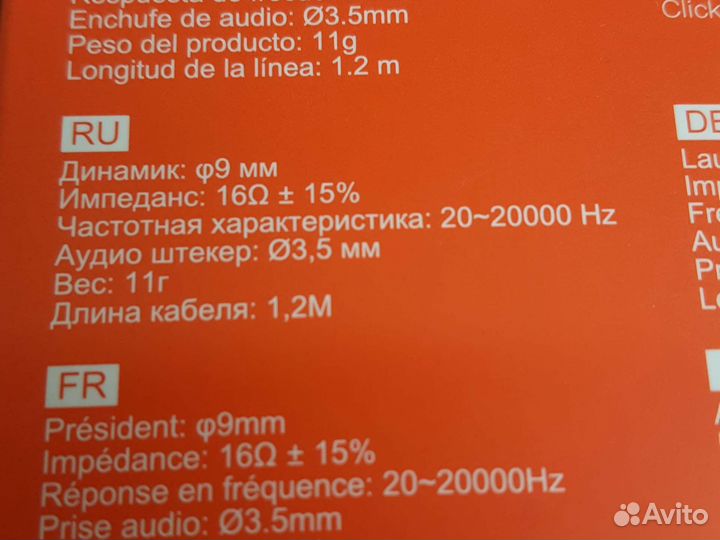 Enchufe de audio: Ø3.5mm
Peso del producto: 11g
Longitud de la línea: 1.2 m
Click
RU
Динамик: φ9 мм
Импеданс: 16Ω ± 15%
Частотная характеристика: 20~20000 Hz
Аудио штекер: Ø3,5 мм
Вес: 11г
Длина кабеля: 1,2М
DE
FR
Président: φ9mm
Impédance: 16Ω ± 15%
Réponse en fréquence: 20~20000Hz
Prise audio: Ø3.5mm
Avito